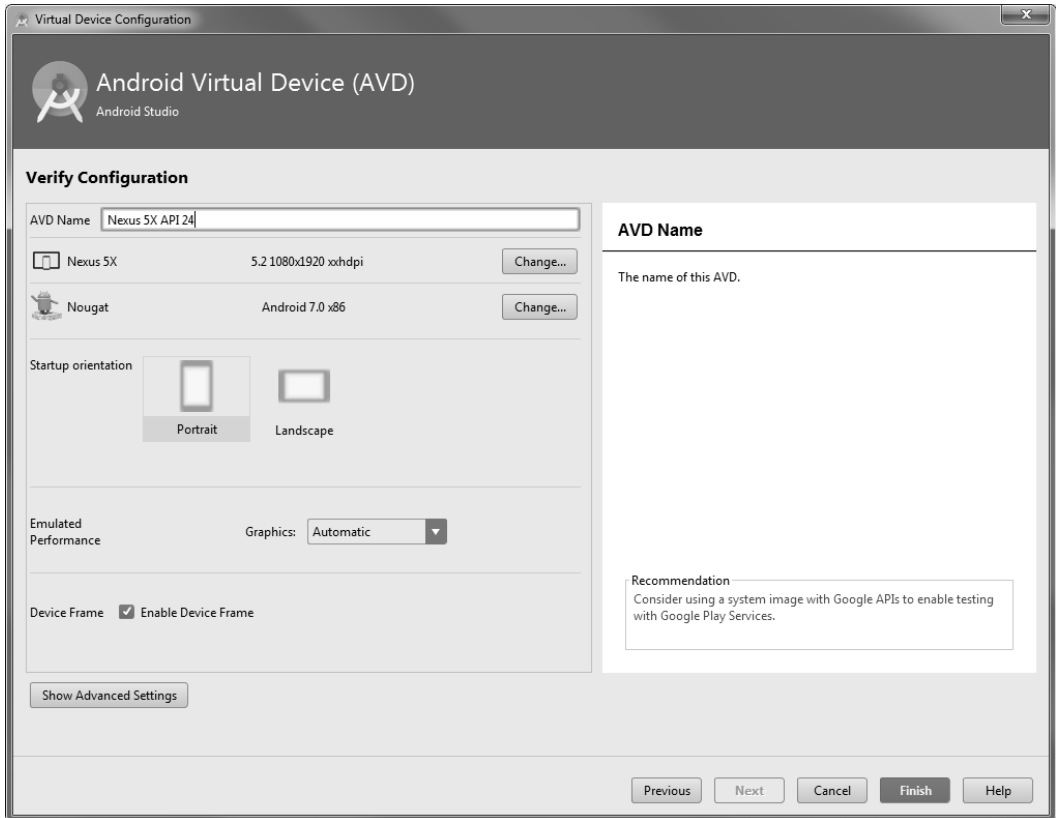 Virtual Device Configuration
Android Virtual Device (AVD)
Android Studio
Verify Configuration
AVD Name Nexus 5X API 24
Nexus 5X 5.2 1080x1920 xxhdpi Change...
Nougat Android 7.0 x86 Change...
Startup orientation
Portrait Landscape
Emulated
Performance
Graphics: Automatic
Device Frame Enable Device Frame
Show Advanced Settings
AVD Name
The name of this AVD.
Recommendation
Consider using a system image with Google APIs to enable testing
with Google Play Services.
Previous Next Cancel Finish Help